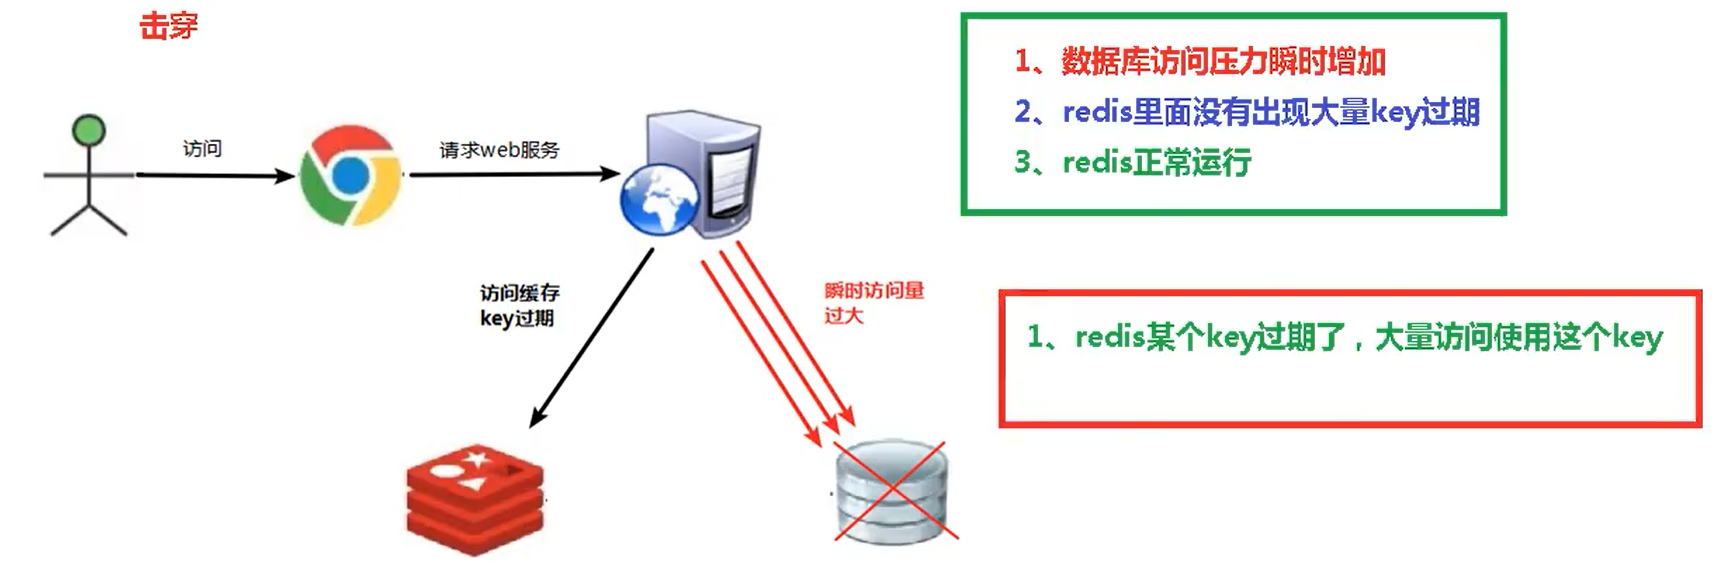 击穿
1、数据库访问压力瞬时增加
2、redis里面没有出现大量key过期
3、redis正常运行
访问
请求web服务
访问缓存
key过期
瞬时访问量
过大
1、redis某个key过期了，大量访问使用这个key